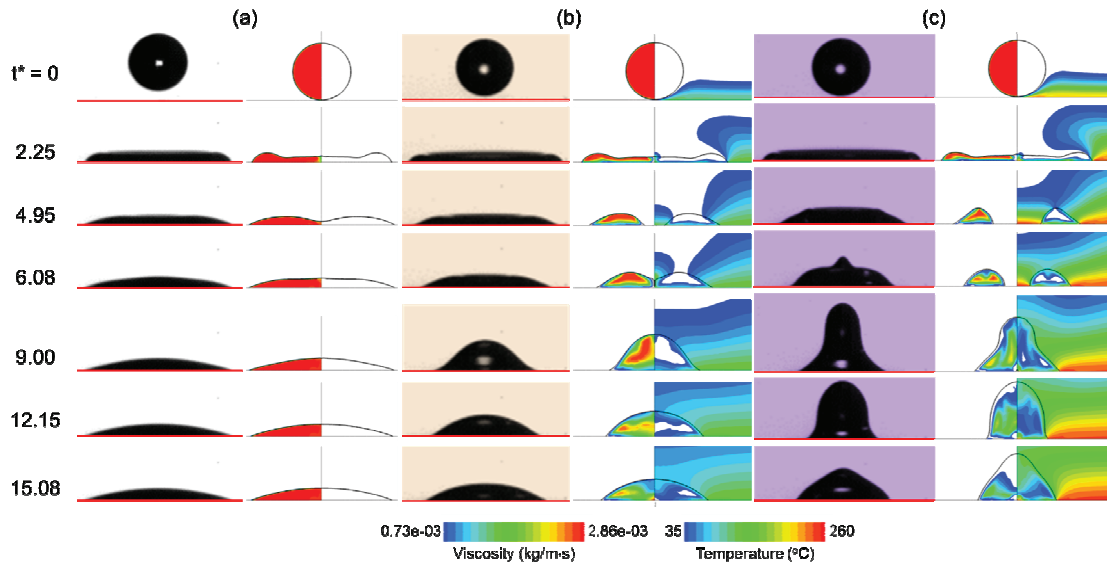 (a) (b) (c)
t* = 0
2.25
4.95
6.08
9.00
12.15
15.08
0.73e-03 2.86e-03 35 260
Viscosity (kg/m·s) Temperature (°C)